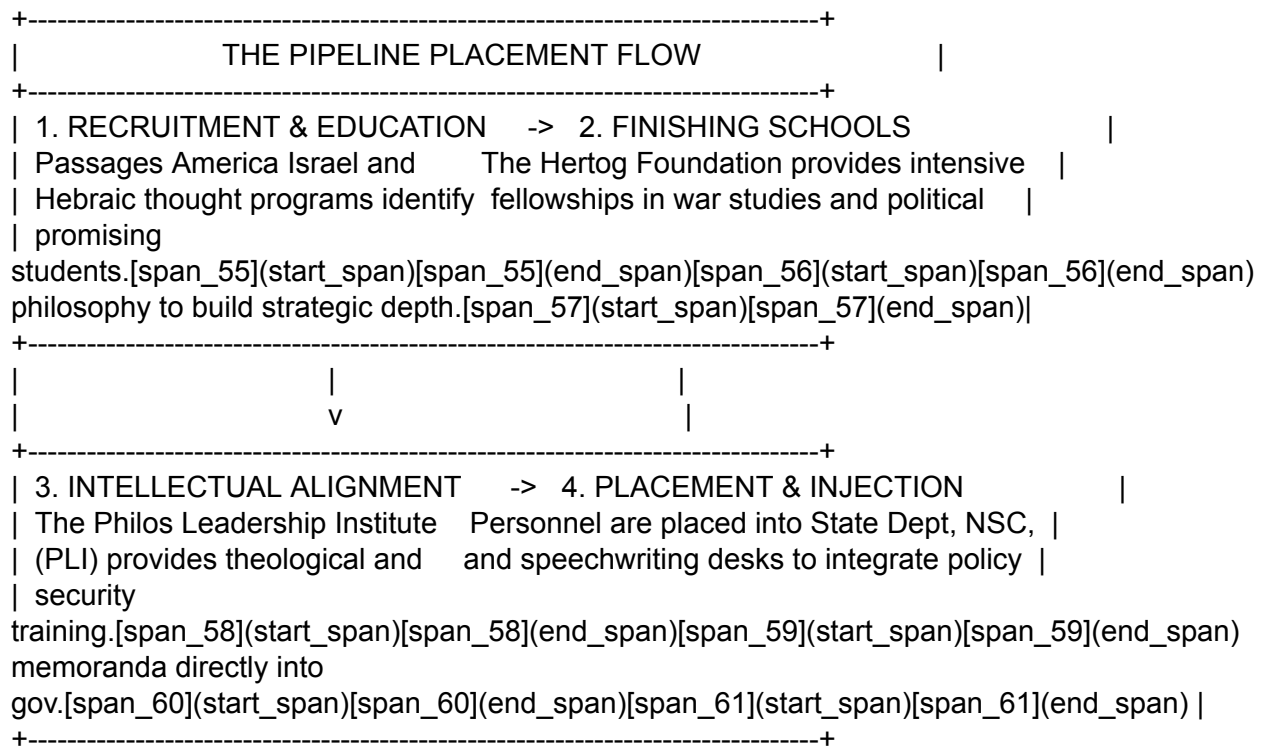 +--------------------------------------------------------------------------------+
| THE PIPELINE PLACEMENT FLOW |
+--------------------------------------------------------------------------------+
| 1. RECRUITMENT & EDUCATION -> 2. FINISHING SCHOOLS |
| Passages America Israel and The Hertog Foundation provides intensive |
| Hebraic thought programs identify fellowships in war studies and political |
| promising
students.[span_55](start_span)[span_55](end_span)[span_56](start_span)[span_56](end_span)
philosophy to build strategic depth.[span_57](start_span)[span_57](end_span)|
+--------------------------------------------------------------------------------+
| | |
| v |
+--------------------------------------------------------------------------------+
| 3. INTELLECTUAL ALIGNMENT -> 4. PLACEMENT & INJECTION |
| The Philos Leadership Institute Personnel are placed into State Dept, NSC, |
| (PLI) provides theological and and speechwriting desks to integrate policy |
| security
training.[span_58](start_span)[span_58](end_span)[span_59](start_span)[span_59](end_span)
memoranda directly into
gov.[span_60](start_span)[span_60](end_span)[span_61](start_span)[span_61](end_span) |
+--------------------------------------------------------------------------------+